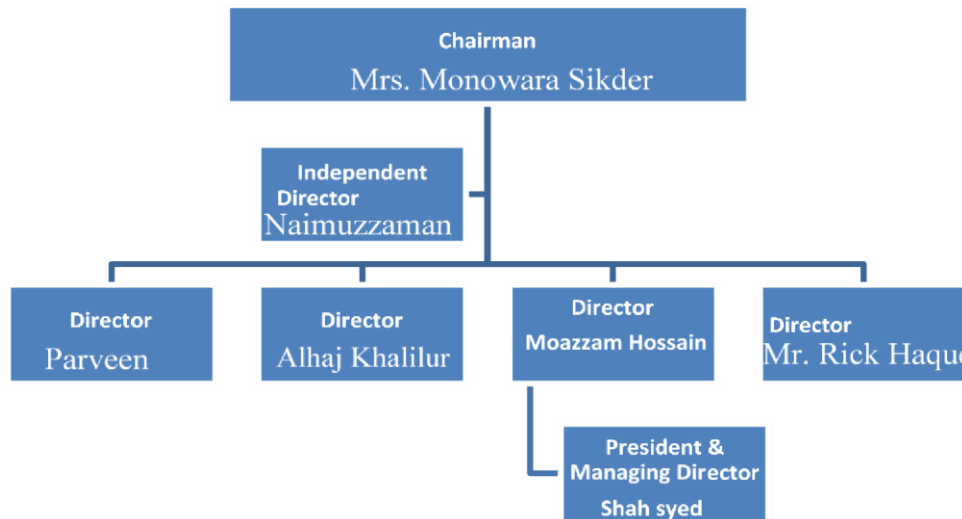 Chairman
Mrs. Monowara Sikder
Independent
Director
Naimuzzaman
Director
Parveen
Director
Alhaj Khalilur
Director
Moazzam Hossain
Director
Mr. Rick Haque
President &
Managing Director
Shah syed